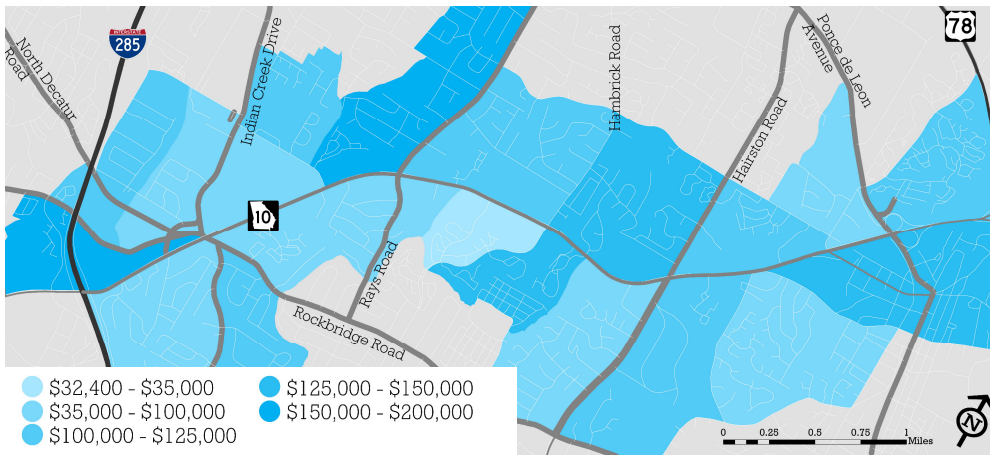 INTERSTATE
285
78
North Decatur
Road
Indian Creek Drive
Hambrick Road
Ponce de Leon
Avenue
Hairston Road
10
Rays Road
Rockbridge Road
$32,400 - $35,000
$35,000 - $100,000
$100,000 - $125,000
$125,000 - $150,000
$150,000 - $200,000
0 0.25 0.5 0.75 1
Miles
N